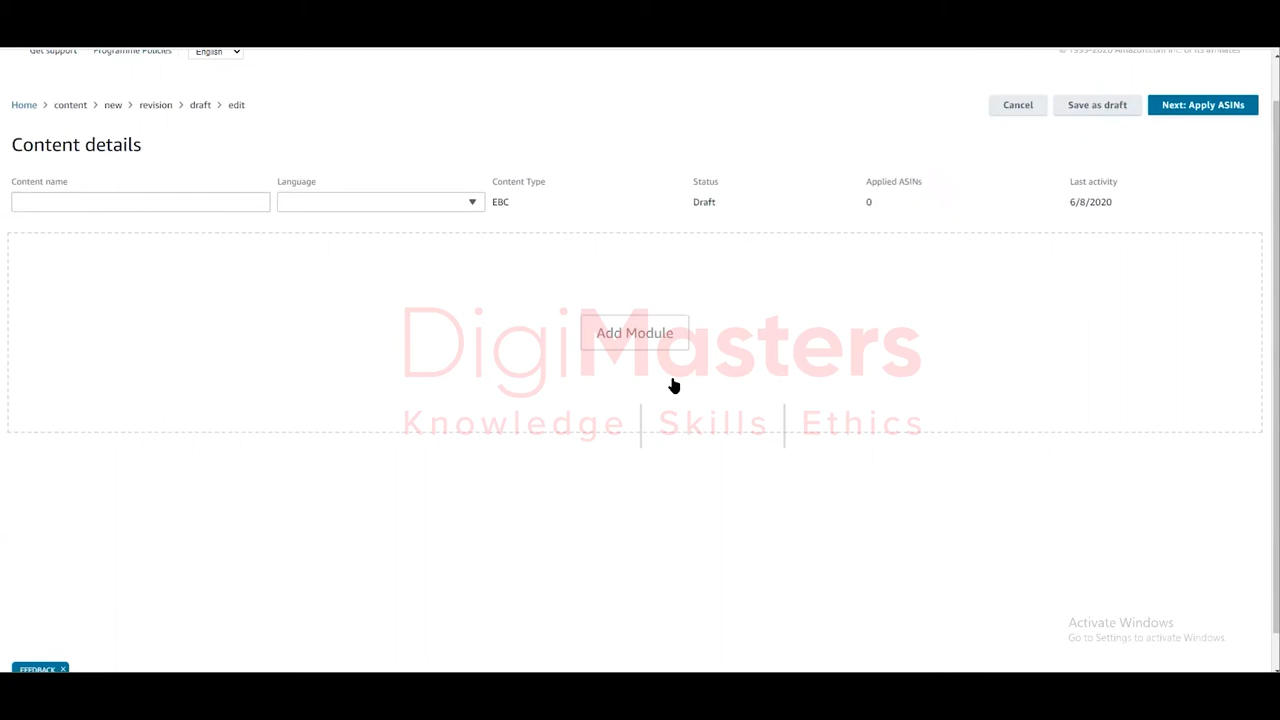 Get support Programme Policies English
© 1999-2020 Amazon.com Inc. or its affiliates
Home > content > new > revision > draft > edit
Cancel Save as draft Next: Apply ASINs
Content details
Content name Language Content Type Status Applied ASINs Last activity
EBC Draft 0 6/8/2020
Add Module
DigiMasters
Knowledge | Skills | Ethics
Activate Windows
Go to Settings to activate Windows.
FEEDBACK ×